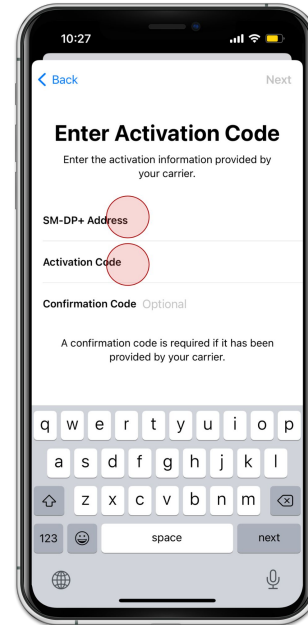 10:27
Back
Next
Enter Activation Code
Enter the activation information provided by
your carrier.
SM-DP+ Address
Activation Code
Confirmation Code Optional
A confirmation code is required if it has been
provided by your carrier.
q w e r t y u i o p
a s d f g h j k l
z x c v b n m
123 space next